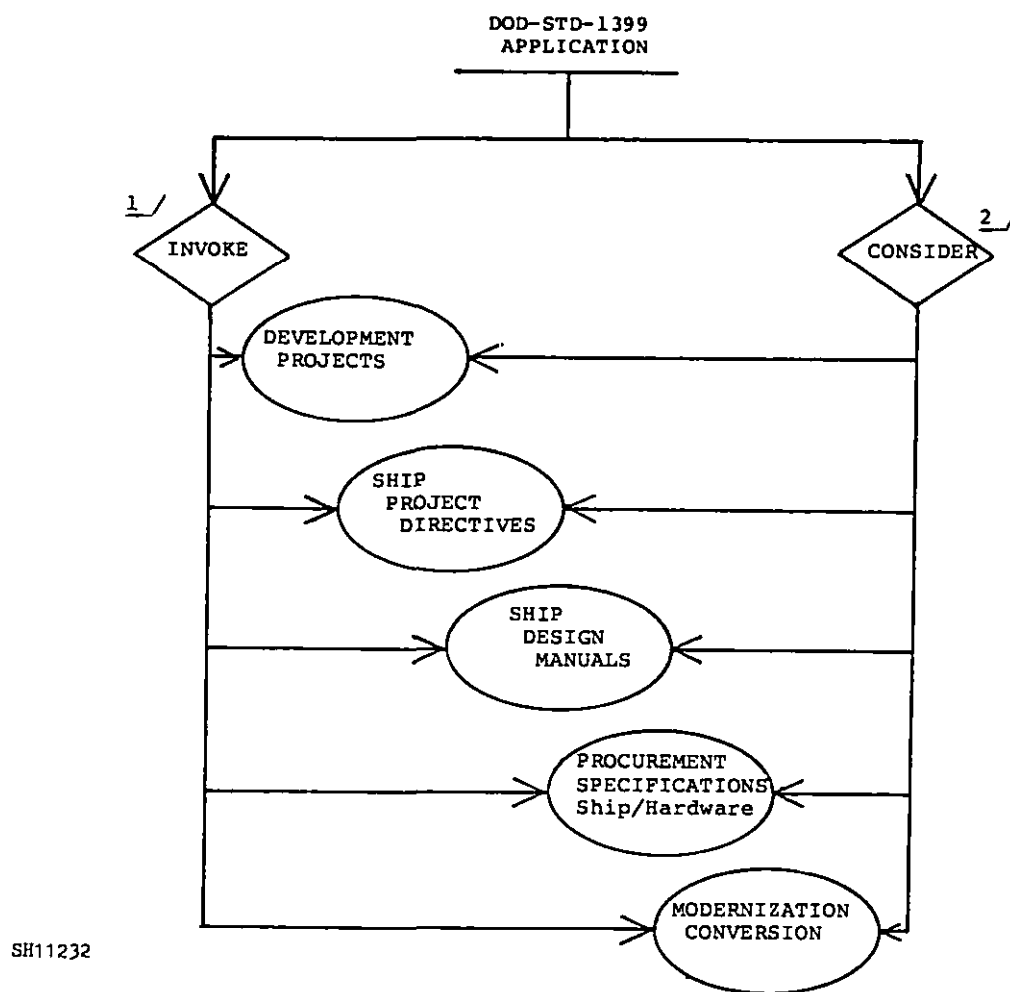 DOD-STD-1399
APPLICATION
1/
2/
INVOKE
CONSIDER
DEVELOPMENT
PROJECTS
SHIP
PROJECT
DIRECTIVES
SHIP
DESIGN
MANUALS
PROCUREMENT
SPECIFICATIONS
Ship/Hardware
MODERNIZATION
CONVERSION
SH11232